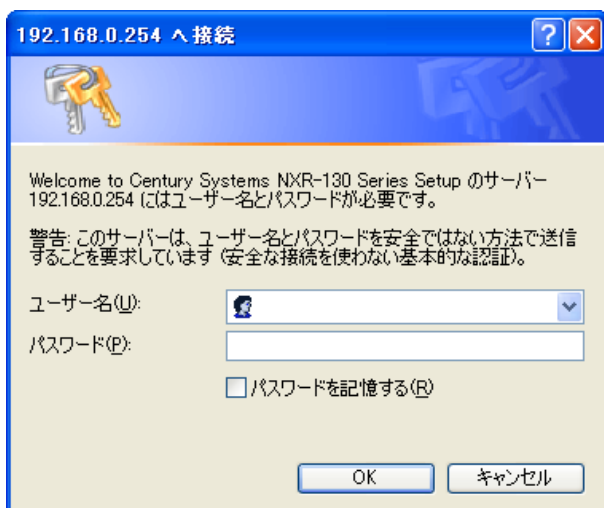 192.168.0.254 へ接続
Welcome to Century Systems NXR-130 Series Setup のサーバー
192.168.0.254 にはユーザー名とパスワードが必要です。
警告: このサーバーは、ユーザー名とパスワードを安全ではない方法で送信
することを要求しています (安全な接続を使わない基本的な認証)。
ユーザー名(U):
パスワード(P):
パスワードを記憶する(R)
OK
キャンセル